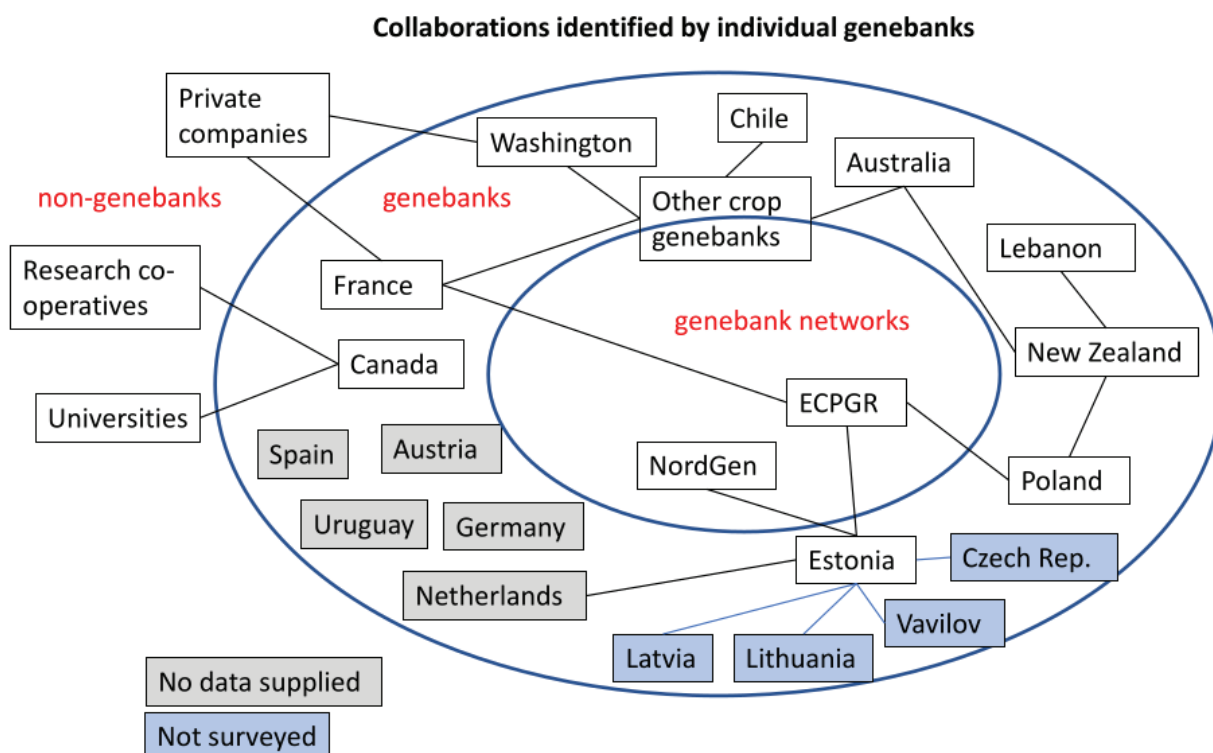 Collaborations identified by individual genebanks
Private
companies
Washington
Chile
Australia
non-genebanks
genebanks
Other crop
genebanks
Lebanon
Research co-
operatives
France
genebank networks
New Zealand
Canada
Universities
ECPGR
Spain
Austria
NordGen
Poland
Uruguay
Germany
Estonia
Czech Rep.
Netherlands
Vavilov
Latvia
Lithuania
No data supplied
Not surveyed